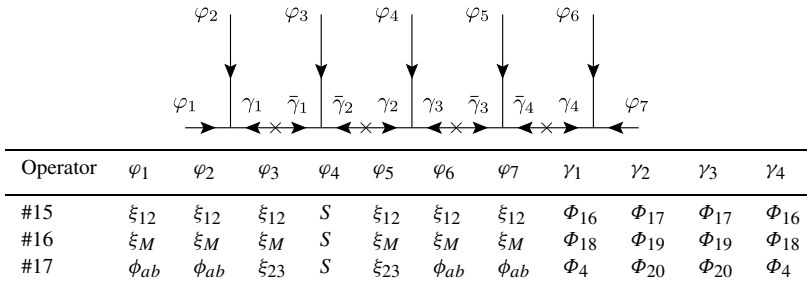 φ2 φ3 φ4 φ5 φ6
φ1 γ1 γ̄1 γ̄2 γ2 γ3 γ̄3 γ̄4 γ4 φ7
Operator φ1 φ2 φ3 φ4 φ5 φ6 φ7 γ1 γ2 γ3 γ4
#15 ξ12 ξ12 ξ12 S ξ12 ξ12 ξ12 Φ16 Φ17 Φ17 Φ16
#16 ξM ξM ξM S ξM ξM ξM Φ18 Φ19 Φ19 Φ18
#17 ϕab ϕab ξ23 S ξ23 ϕab ϕab Φ4 Φ20 Φ20 Φ4